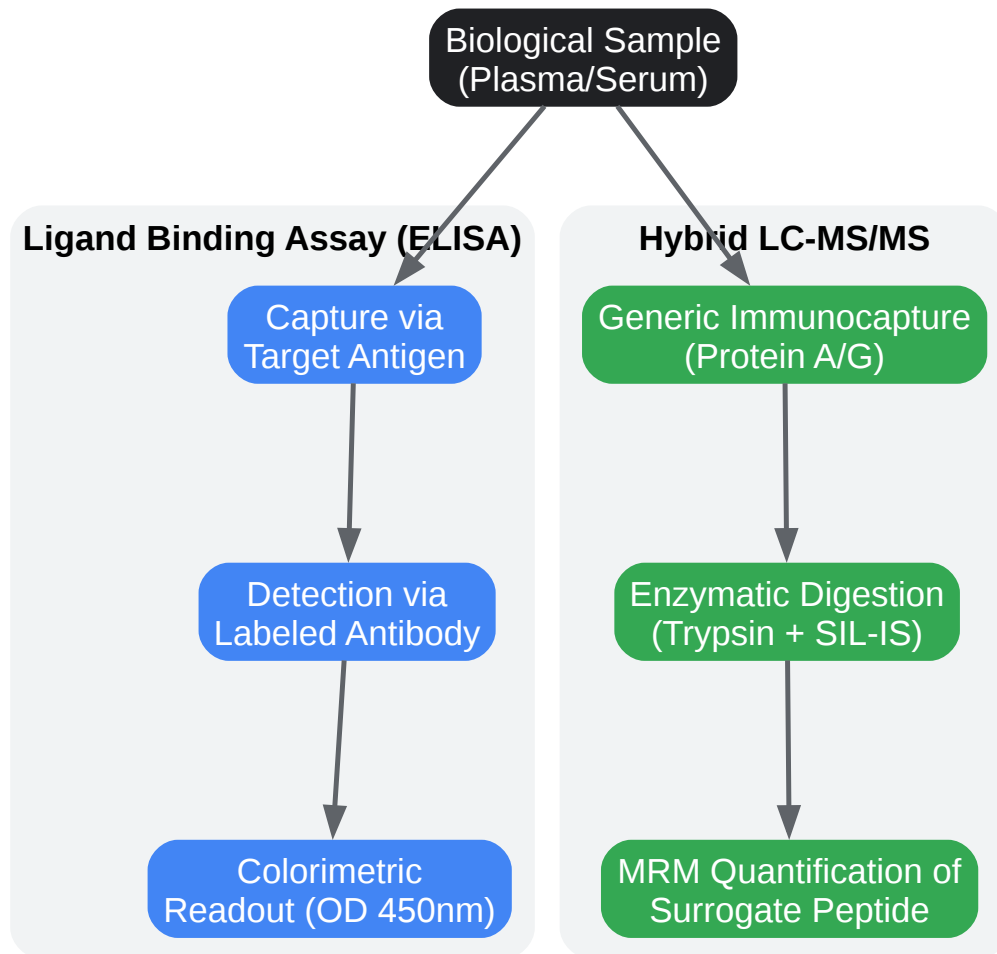 Biological Sample
(Plasma/Serum)
Ligand Binding Assay (ELISA)
Capture via
Target Antigen
Detection via
Labeled Antibody
Colorimetric
Readout (OD 450nm)
Hybrid LC-MS/MS
Generic Immunocapture
(Protein A/G)
Enzymatic Digestion
(Trypsin + SIL-IS)
MRM Quantification of
Surrogate Peptide